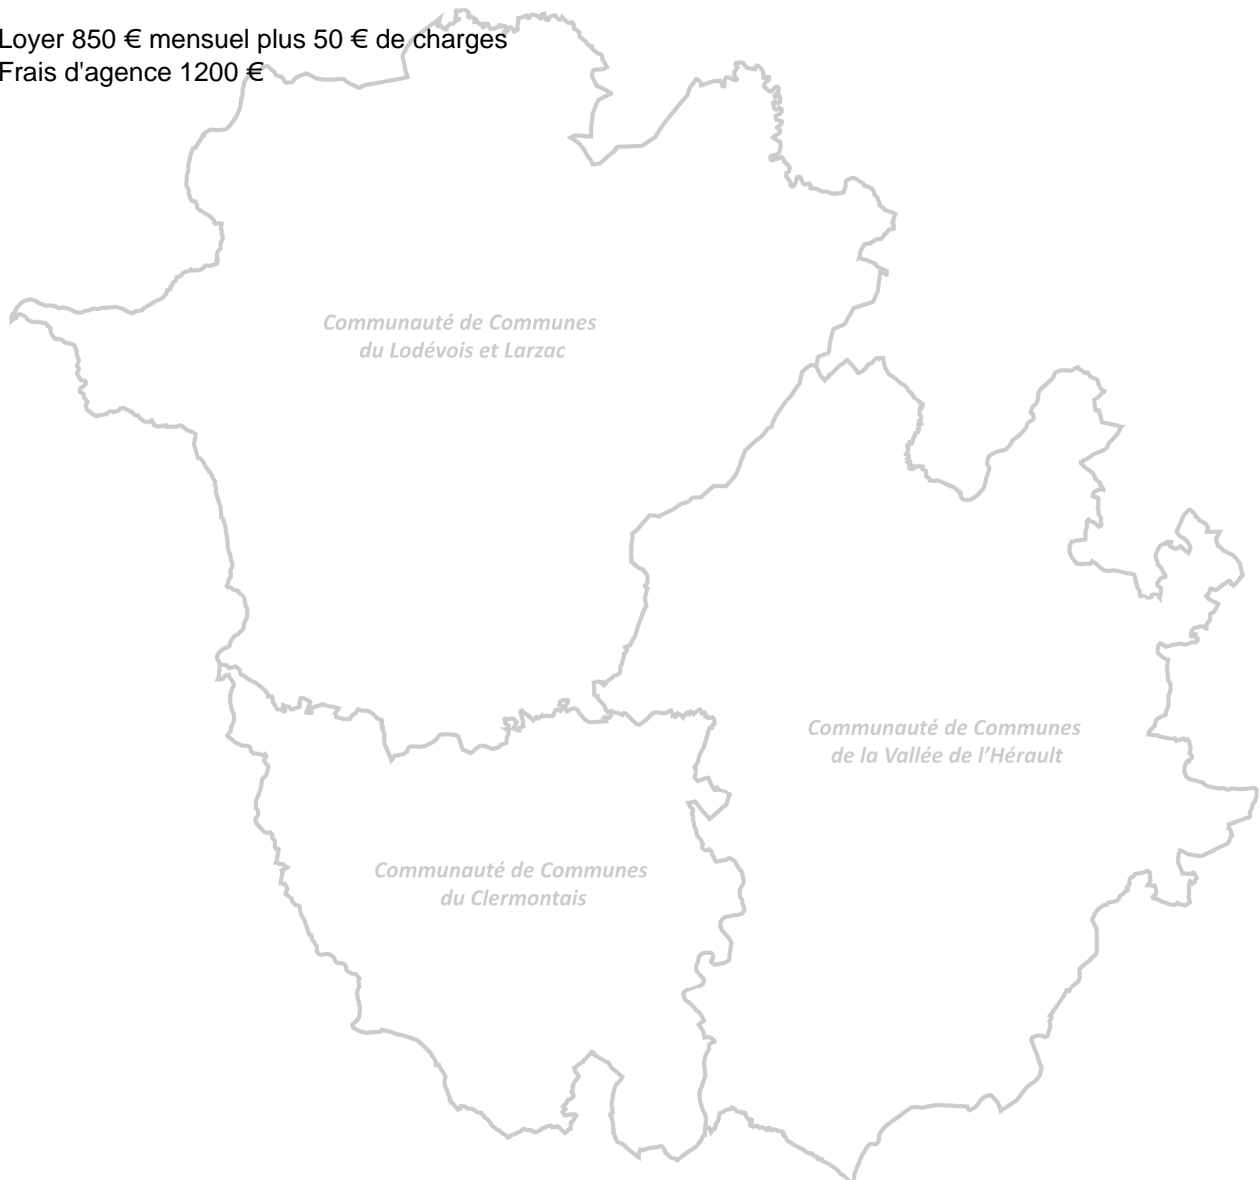 Loyer 850 € mensuel plus 50 € de charges
Frais d'agence 1200 €
Communauté de Communes
du Lodévois et Larzac
Communauté de Communes
de la Vallée de l’Hérault
Communauté de Communes
du Clermontais